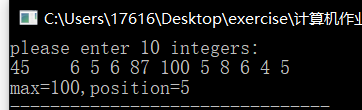 C:\Users\17616\Desktop\exercise\计算机作业
please enter 10 integers:
45    6 5 6 87 100 5 8 6 4 5
max=100,position=5
--------------------------------